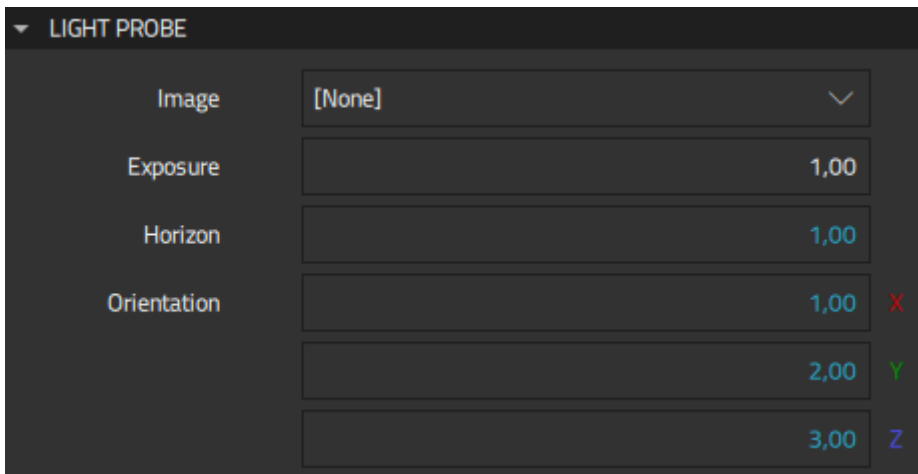 LIGHT PROBE
Image [None]
Exposure 1,00
Horizon 1,00
Orientation 1,00 X
2,00 Y
3,00 Z